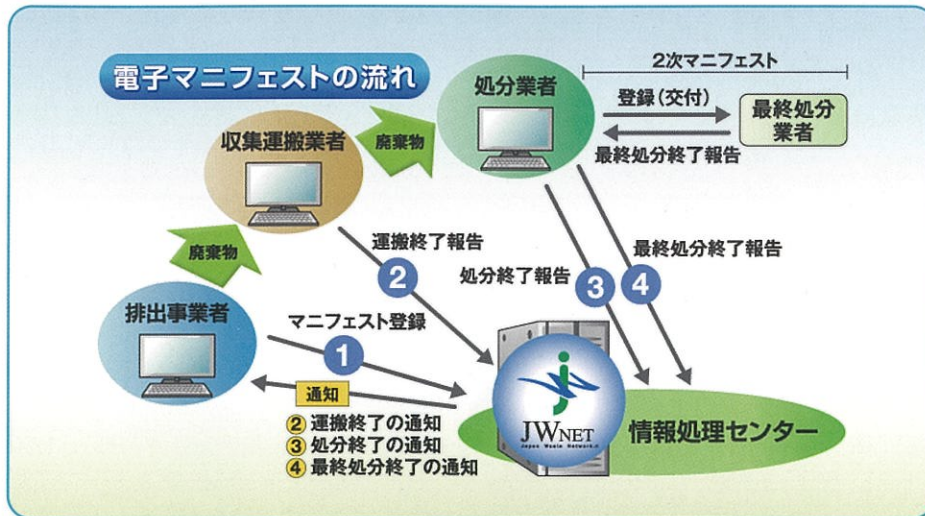 電子マニフェストの流れ
処分業者
2次マニフェスト
登録(交付)
最終処分
業者
最終処分終了報告
収集運搬業者
廃棄物
運搬終了報告
②
処分終了報告
③
最終処分終了報告
④
廃棄物
排出事業者
マニフェスト登録
①
通知
② 運搬終了の通知
③ 処分終了の通知
④ 最終処分終了の通知
JWNET
Japan Waste Network
情報処理センター